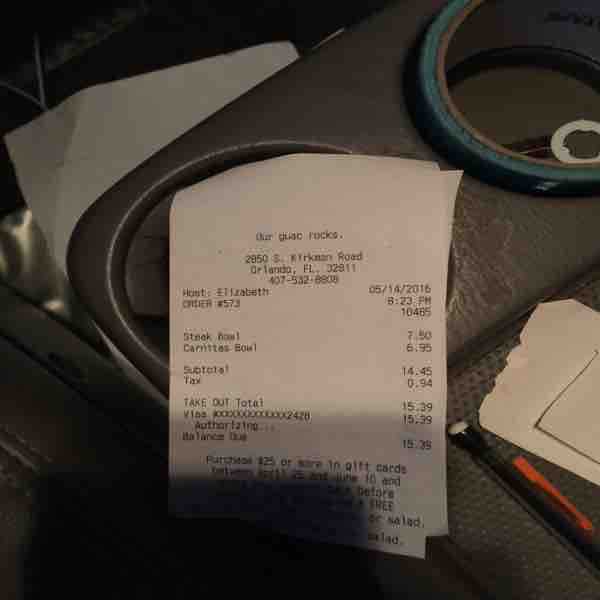 Our guac rocks.
2850 S. Kirkman Road
Orlando, FL. 32811
407-532-8808
Host: Elizabeth 05/14/2016
ORDER #573 8:23 PM
10465
Steak Bowl 7.50
Carnitas Bowl 6.95
Subtotal 14.45
Tax 0.94
TAKE OUT Total 15.39
Visa #XXXXXXXXXXXX2428 15.39
Authorizing...
Balance Due 15.39
Purchase $25 or more in gift cards
between April 25 and June 10 and
before
FREE
or salad.
salad.